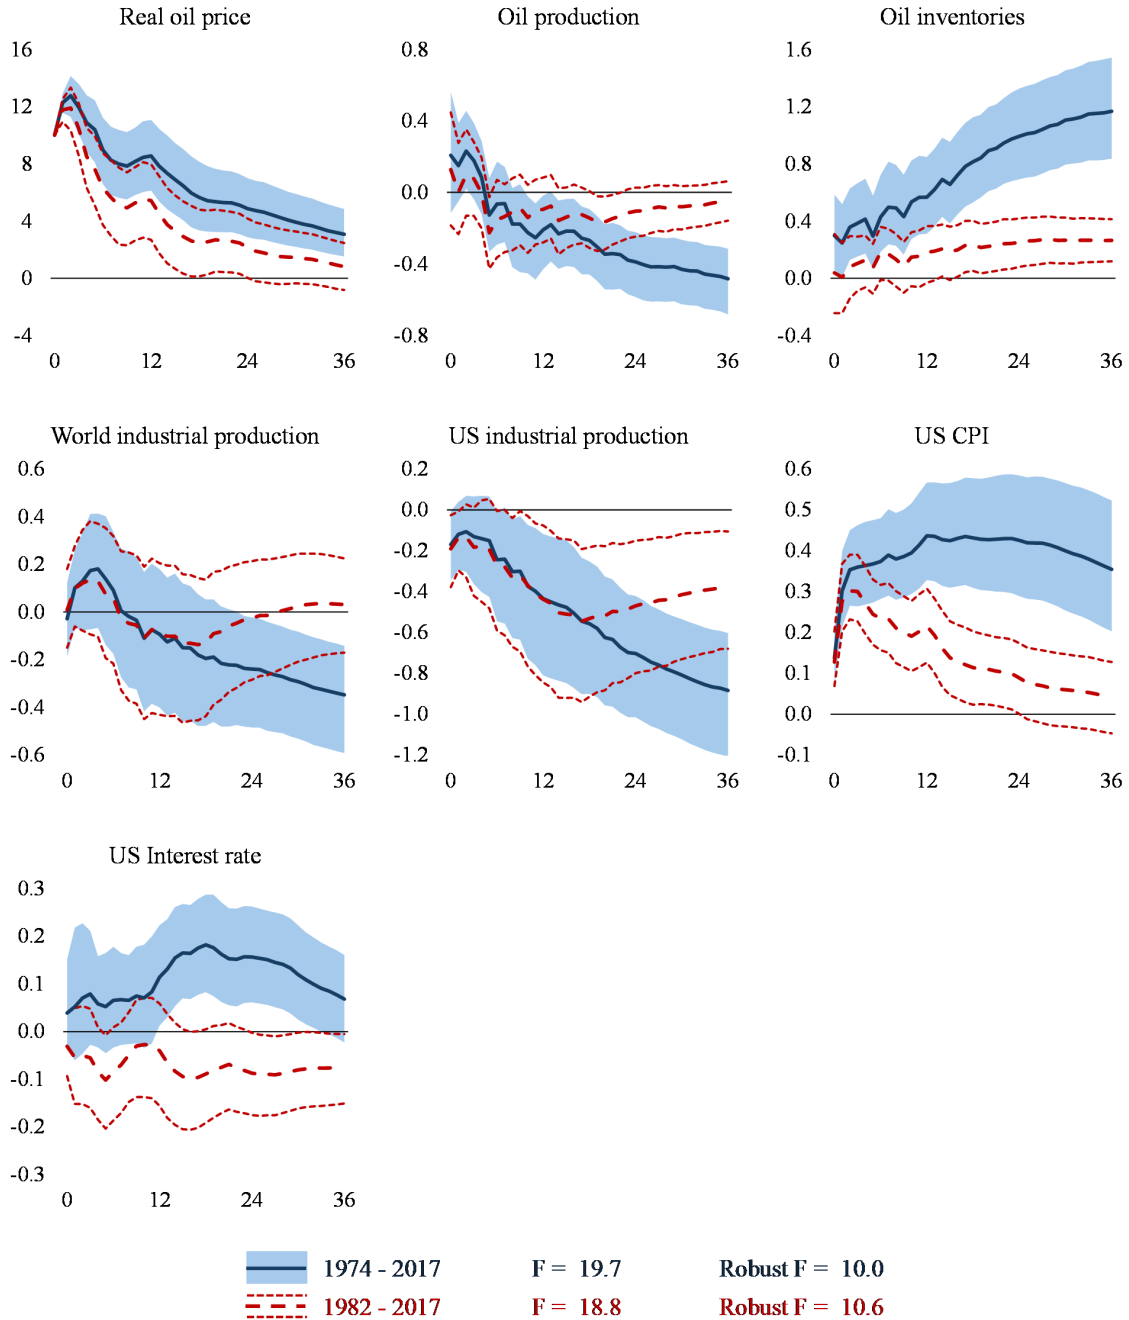 Real oil price
Oil production
Oil inventories
16
12
8
4
0
-4
0 12 24 36
0.8
0.4
0.0
-0.4
-0.8
0 12 24 36
1.6
1.2
0.8
0.4
0.0
-0.4
0 12 24 36
World industrial production
US industrial production
US CPI
0.6
0.4
0.2
0.0
-0.2
-0.4
-0.6
0 12 24 36
0.2
0.0
-0.2
-0.4
-0.6
-0.8
-1.0
-1.2
0 12 24 36
0.6
0.5
0.4
0.3
0.2
0.1
0.0
-0.1
0 12 24 36
US Interest rate
0.3
0.2
0.1
0.0
-0.1
-0.2
-0.3
0 12 24 36
1974 - 2017 F = 19.7 Robust F = 10.0
1982 - 2017 F = 18.8 Robust F = 10.6